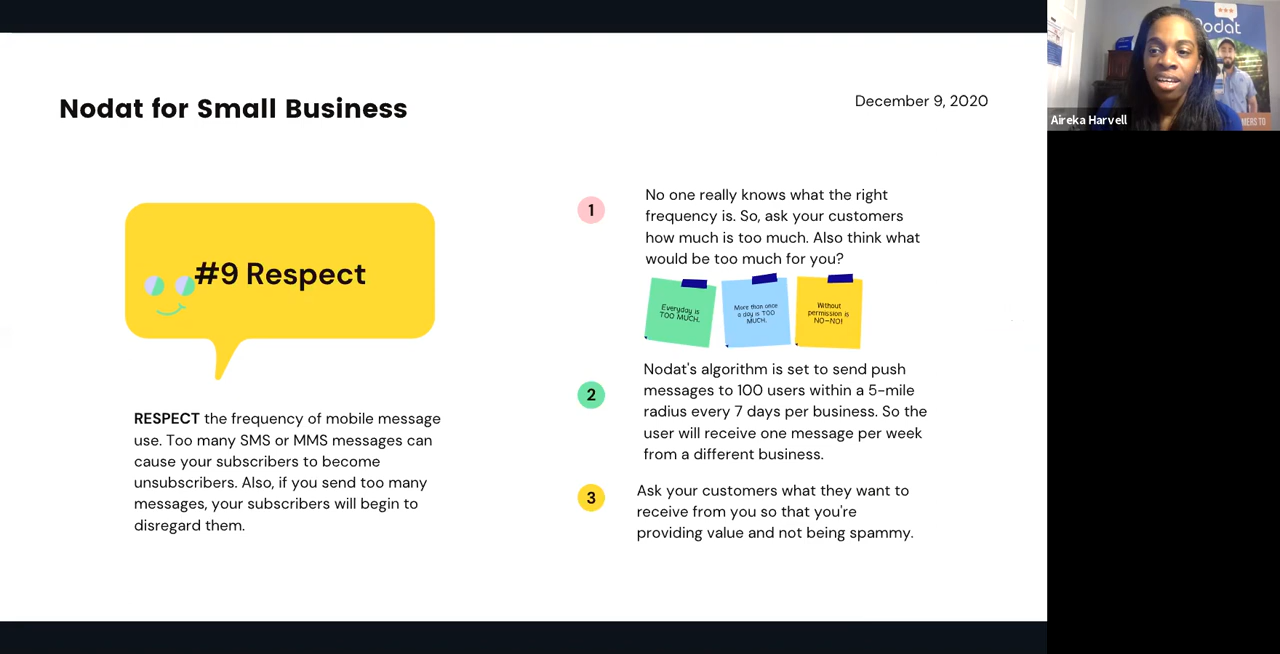 Nodat for Small Business
December 9, 2020
#9 Respect
RESPECT the frequency of mobile message
use. Too many SMS or MMS messages can
cause your subscribers to become
unsubscribers. Also, if you send too many
messages, your subscribers will begin to
disregard them.
1
No one really knows what the right
frequency is. So, ask your customers
how much is too much. Also think what
would be too much for you?
Everyday is
TOO MUCH.
More than once
a day is TOO
MUCH.
Without
permission is
NO-NO!
2
Nodat's algorithm is set to send push
messages to 100 users within a 5-mile
radius every 7 days per business. So the
user will receive one message per week
from a different business.
3
Ask your customers what they want to
receive from you so that you're
providing value and not being spammy.
Nodat
Aireka Harvell
MERS TO